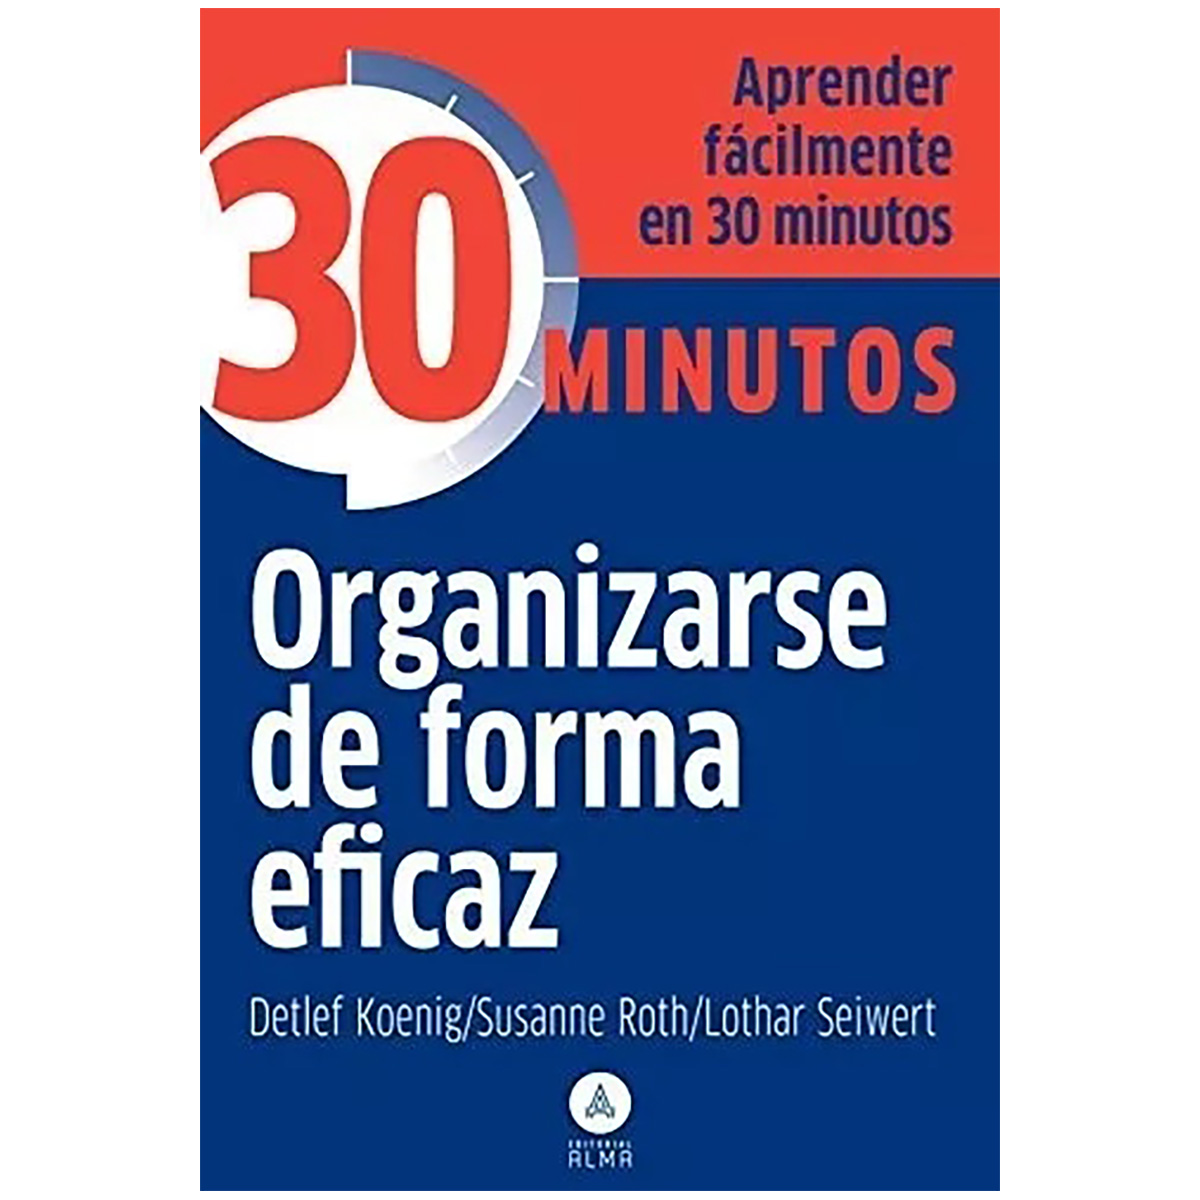 Aprender
fácilmente
en 30 minutos
30
MINUTOS
Organizarse
de forma
eficaz
Detlef Koenig/Susanne Roth/Lothar Seiwert
EDITORIAL
ALMA